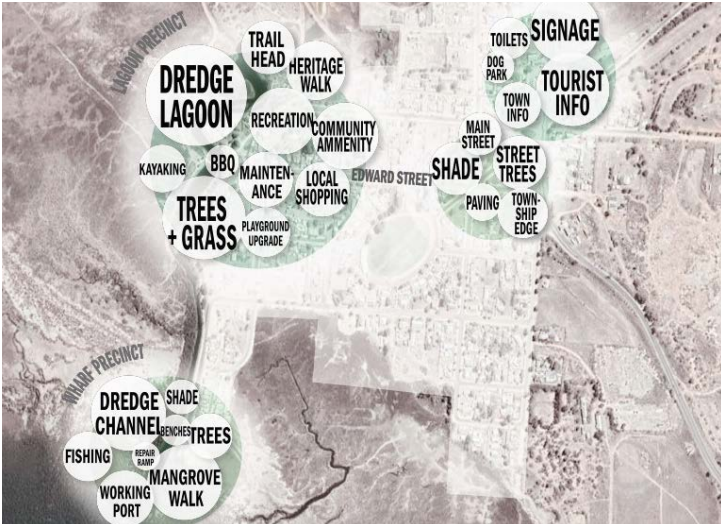 LAGOON PRECINCT
TRAIL
HEAD
HERITAGE
WALK
DREDGE
LAGOON
RECREATION
COMMUNITY
AMMENITY
KAYAKING
BBQ
MAINTEN-
ANCE
LOCAL
SHOPPING
TREES
+ GRASS
PLAYGROUND
UPGRADE
EDWARD STREET
TOILETS
SIGNAGE
DOG
PARK
TOURIST
INFO
TOWN
INFO
MAIN
STREET
SHADE
STREET
TREES
PAVING
TOWN-
SHIP
EDGE
WHARF PRECINCT
DREDGE
CHANNEL
SHADE
BENCHES
TREES
FISHING
REPAIR
RAMP
MANGROVE
WALK
WORKING
PORT